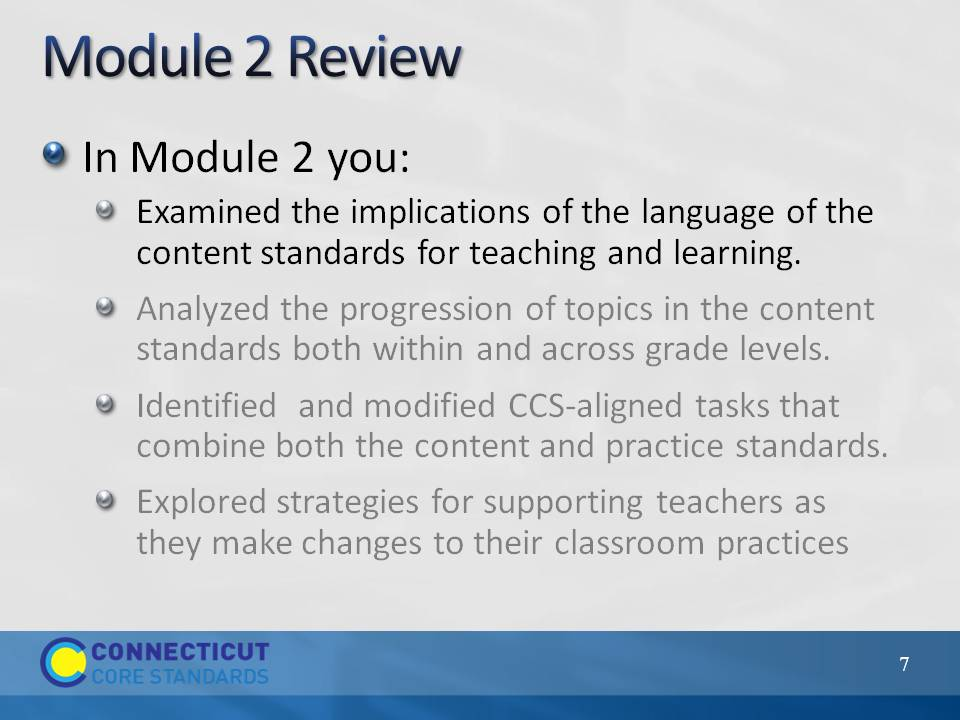 Module 2 Review
In Module 2 you:
Examined the implications of the language of the
content standards for teaching and learning.
Analyzed the progression of topics in the content
standards both within and across grade levels.
Identified  and modified CCS-aligned tasks that
combine both the content and practice standards.
Explored strategies for supporting teachers as
they make changes to their classroom practices
CONNECTICUT
CORE STANDARDS
7